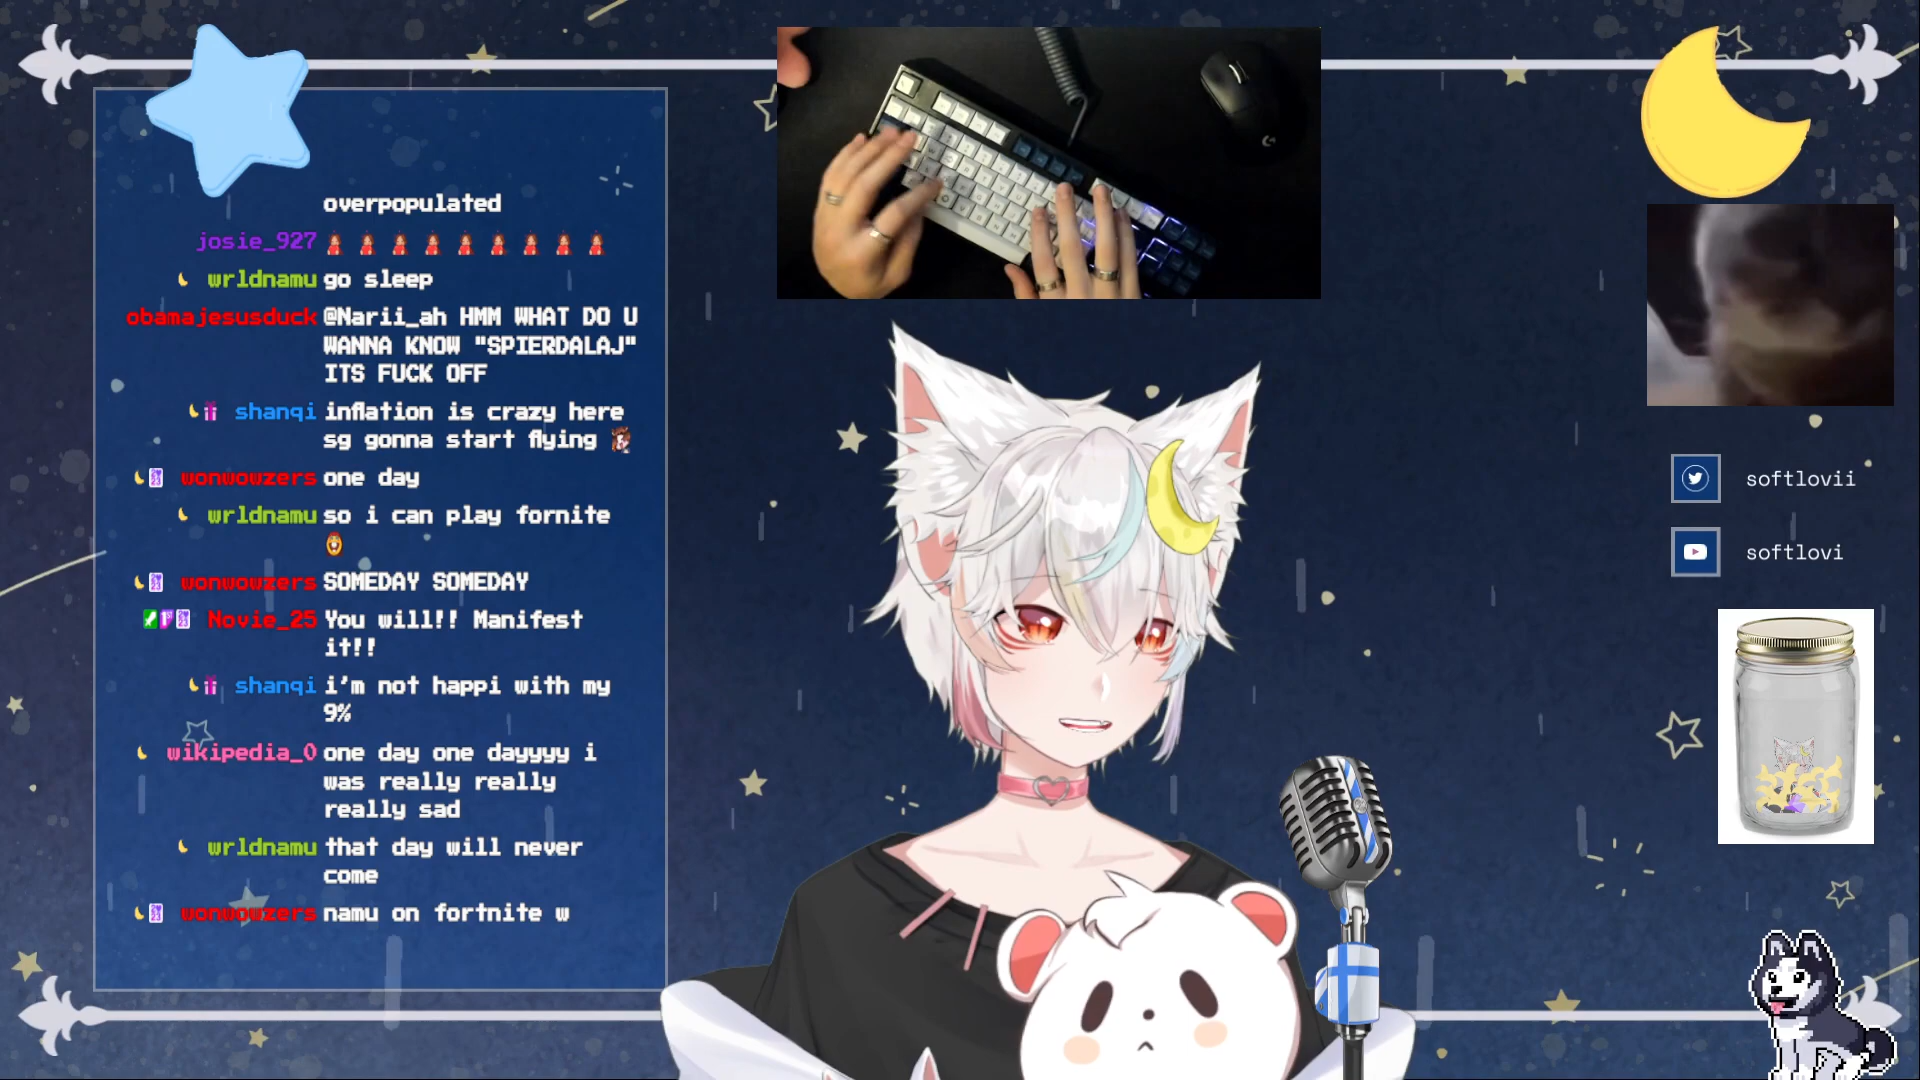 overpopulated
josie_927
wrldnamu go sleep
obamajesusduck @Narii_ah HMM WHAT DO U
WANNA KNOW "SPIERDALAJ"
ITS FUCK OFF
shanqi inflation is crazy here
sg gonna start flying
wonwowzers one day
wrldnamu so i can play fornite
wonwowzers SOMEDAY SOMEDAY
Novie_25 You will!! Manifest
it!!
shanqi i'm not happi with my
9%
wikipedia_0 one day one dayyyy i
was really really
really sad
wrldnamu that day will never
come
wonwowzers namu on fortnite w
softlovii
softlovi